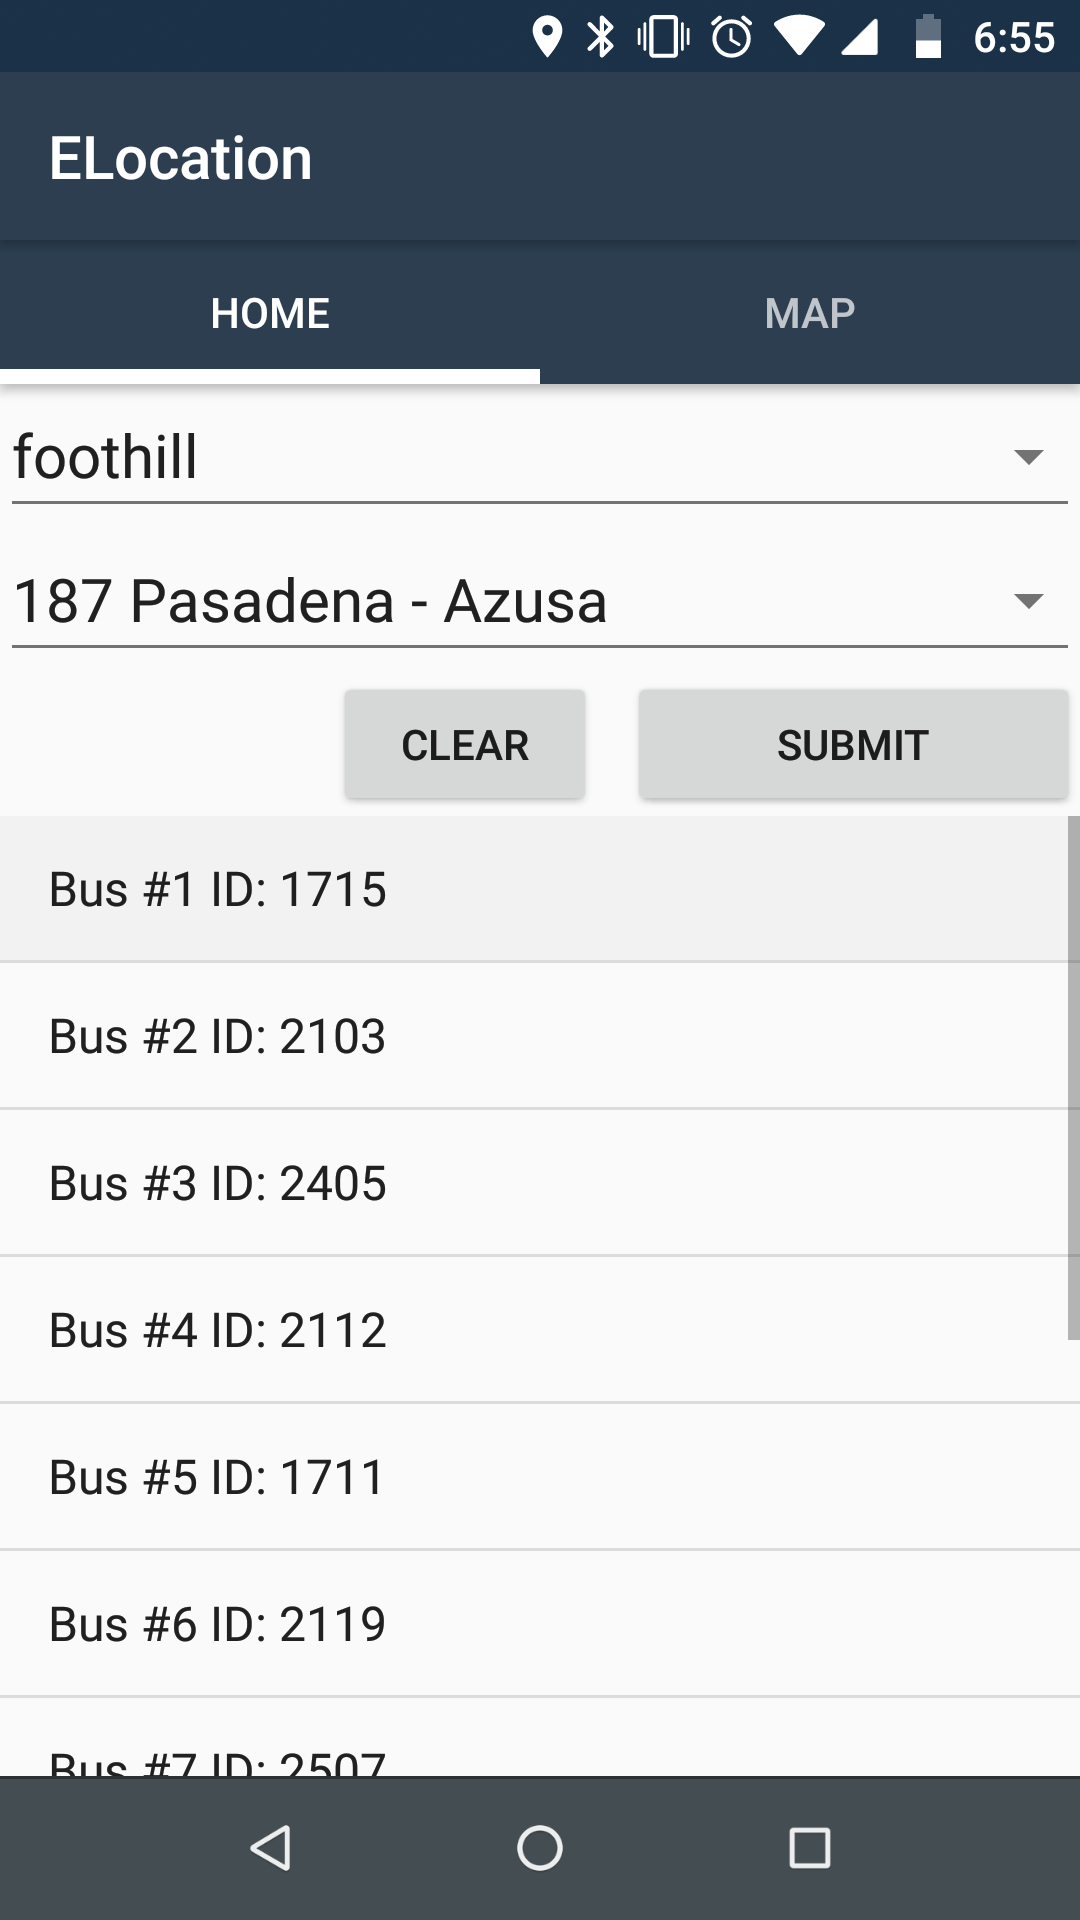 6:55
ELocation
HOME MAP
foothill
187 Pasadena - Azusa
CLEAR SUBMIT
Bus #1 ID: 1715
Bus #2 ID: 2103
Bus #3 ID: 2405
Bus #4 ID: 2112
Bus #5 ID: 1711
Bus #6 ID: 2119
Bus #7 ID: 2507